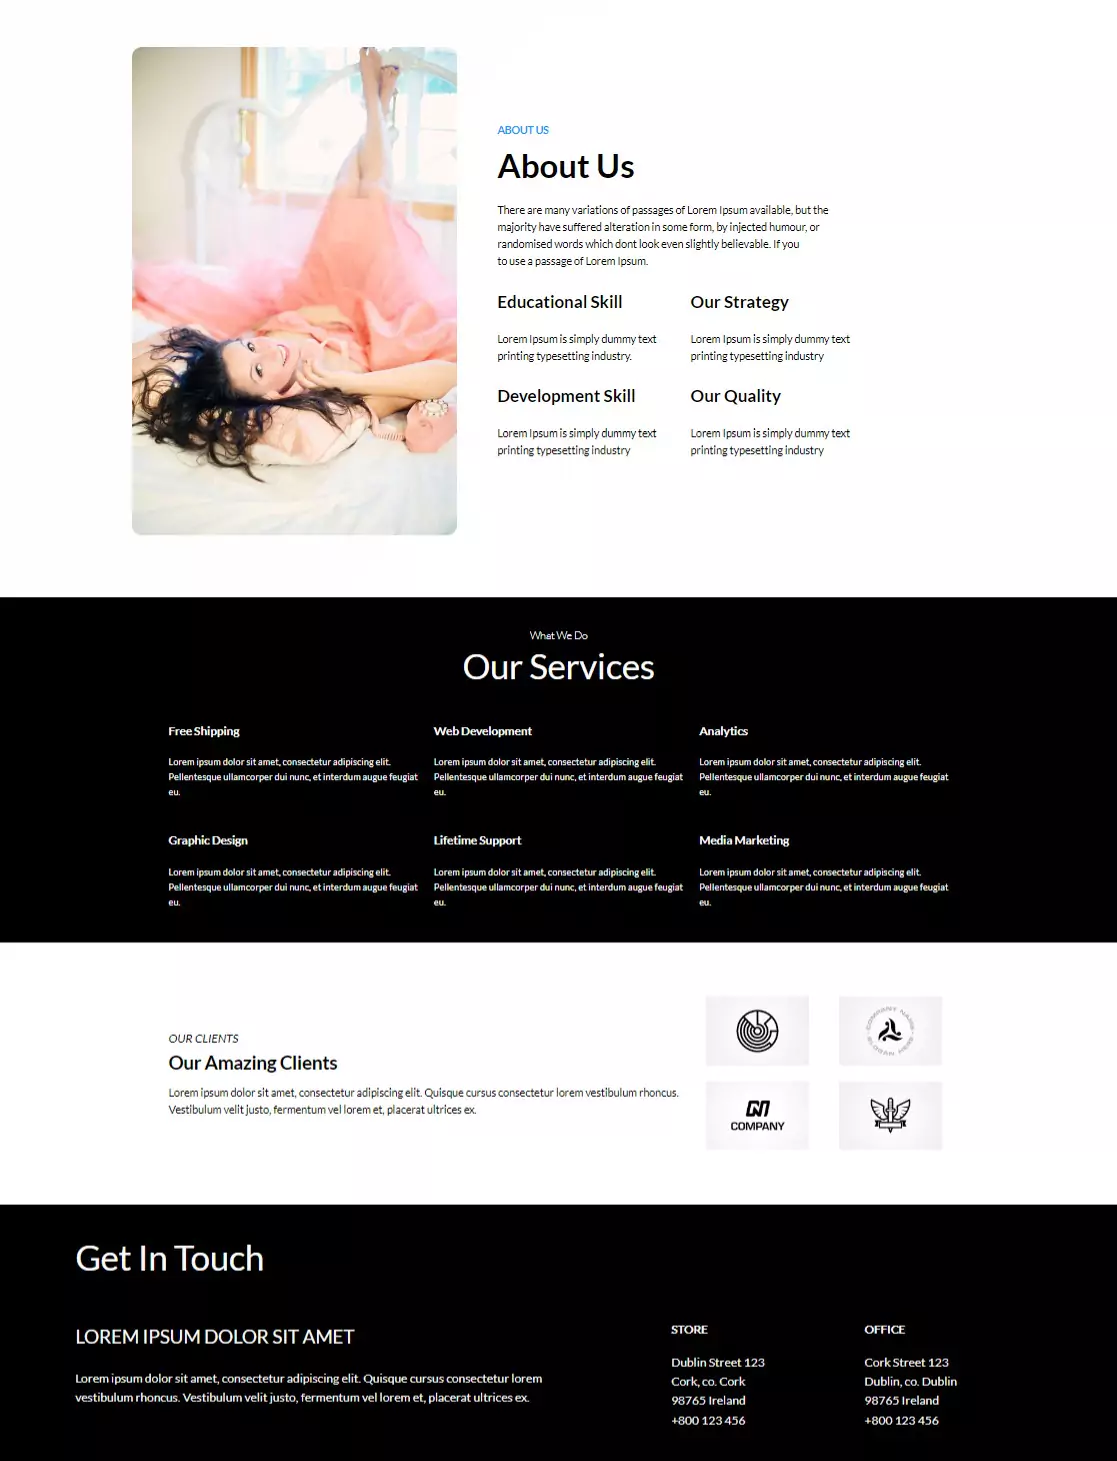 ABOUT US
About Us
There are many variations of passages of Lorem Ipsum available, but the
majority have suffered alteration in some form, by injected humour, or
randomised words which dont look even slightly believable. If you
to use a passage of Lorem Ipsum.
Educational Skill
Lorem Ipsum is simply dummy text
printing typesetting industry.
Our Strategy
Lorem Ipsum is simply dummy text
printing typesetting industry
Development Skill
Lorem Ipsum is simply dummy text
printing typesetting industry
Our Quality
Lorem Ipsum is simply dummy text
printing typesetting industry
What We Do
Our Services
Free Shipping
Lorem ipsum dolor sit amet, consectetur adipiscing elit.
Pellentesque ullamcorper dui nunc, et interdum augue feugiat
eu.
Web Development
Lorem ipsum dolor sit amet, consectetur adipiscing elit.
Pellentesque ullamcorper dui nunc, et interdum augue feugiat
eu.
Analytics
Lorem ipsum dolor sit amet, consectetur adipiscing elit.
Pellentesque ullamcorper dui nunc, et interdum augue feugiat
eu.
Graphic Design
Lorem ipsum dolor sit amet, consectetur adipiscing elit.
Pellentesque ullamcorper dui nunc, et interdum augue feugiat
eu.
Lifetime Support
Lorem ipsum dolor sit amet, consectetur adipiscing elit.
Pellentesque ullamcorper dui nunc, et interdum augue feugiat
eu.
Media Marketing
Lorem ipsum dolor sit amet, consectetur adipiscing elit.
Pellentesque ullamcorper dui nunc, et interdum augue feugiat
eu.
OUR CLIENTS
Our Amazing Clients
Lorem ipsum dolor sit amet, consectetur adipiscing elit. Quisque cursus consectetur lorem vestibulum rhoncus.
Vestibulum velit justo, fermentum vel lorem et, placerat ultrices ex.
COMPANY NAME
SLOGAN HERE
COMPANY
Get In Touch
LOREM IPSUM DOLOR SIT AMET
Lorem ipsum dolor sit amet, consectetur adipiscing elit. Quisque cursus consectetur lorem
vestibulum rhoncus. Vestibulum velit justo, fermentum vel lorem et, placerat ultrices ex.
STORE
Dublin Street 123
Cork, co. Cork
98765 Ireland
+800 123 456
OFFICE
Cork Street 123
Dublin, co. Dublin
98765 Ireland
+800 123 456